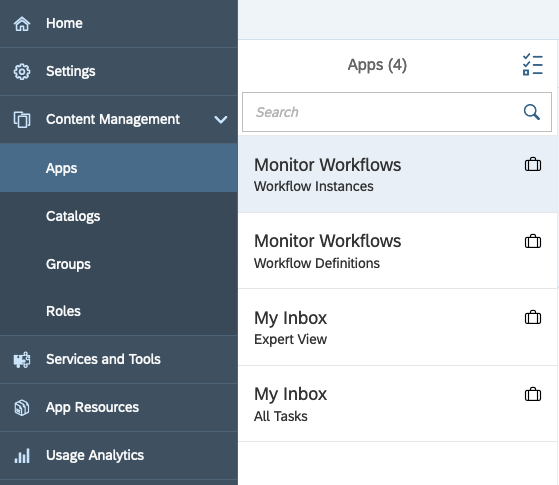 Home
Settings
Content Management
Apps
Catalogs
Groups
Roles
Services and Tools
App Resources
Usage Analytics
Apps (4)
Search
Monitor Workflows
Workflow Instances
Monitor Workflows
Workflow Definitions
My Inbox
Expert View
My Inbox
All Tasks